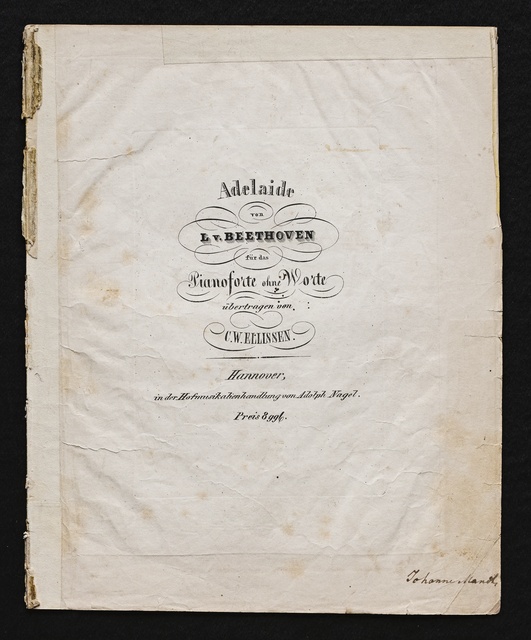 Adelaide
von
L. v. BEETHOVEN
für das
Pianoforte ohne Worte
übertragen von
C.W. ELLISSEN.
Hannover,
in der Hofmusikalienhandlung von Adolph Nagel.
Preis 8 ggl.
Johanne